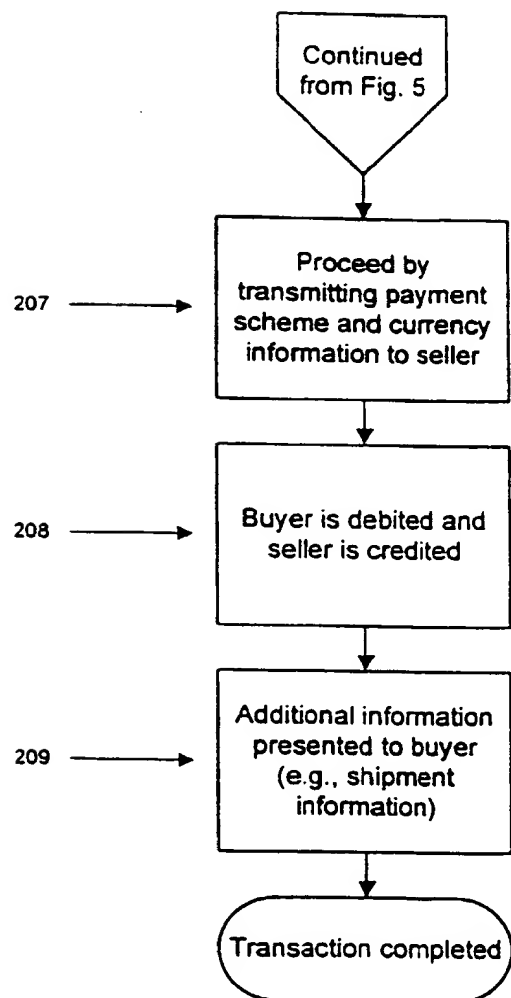 Continued
from Fig. 5
207
Proceed by
transmitting payment
scheme and currency
information to seller
208
Buyer is debited and
seller is credited
209
Additional information
presented to buyer
(e.g., shipment
information)
Transaction completed